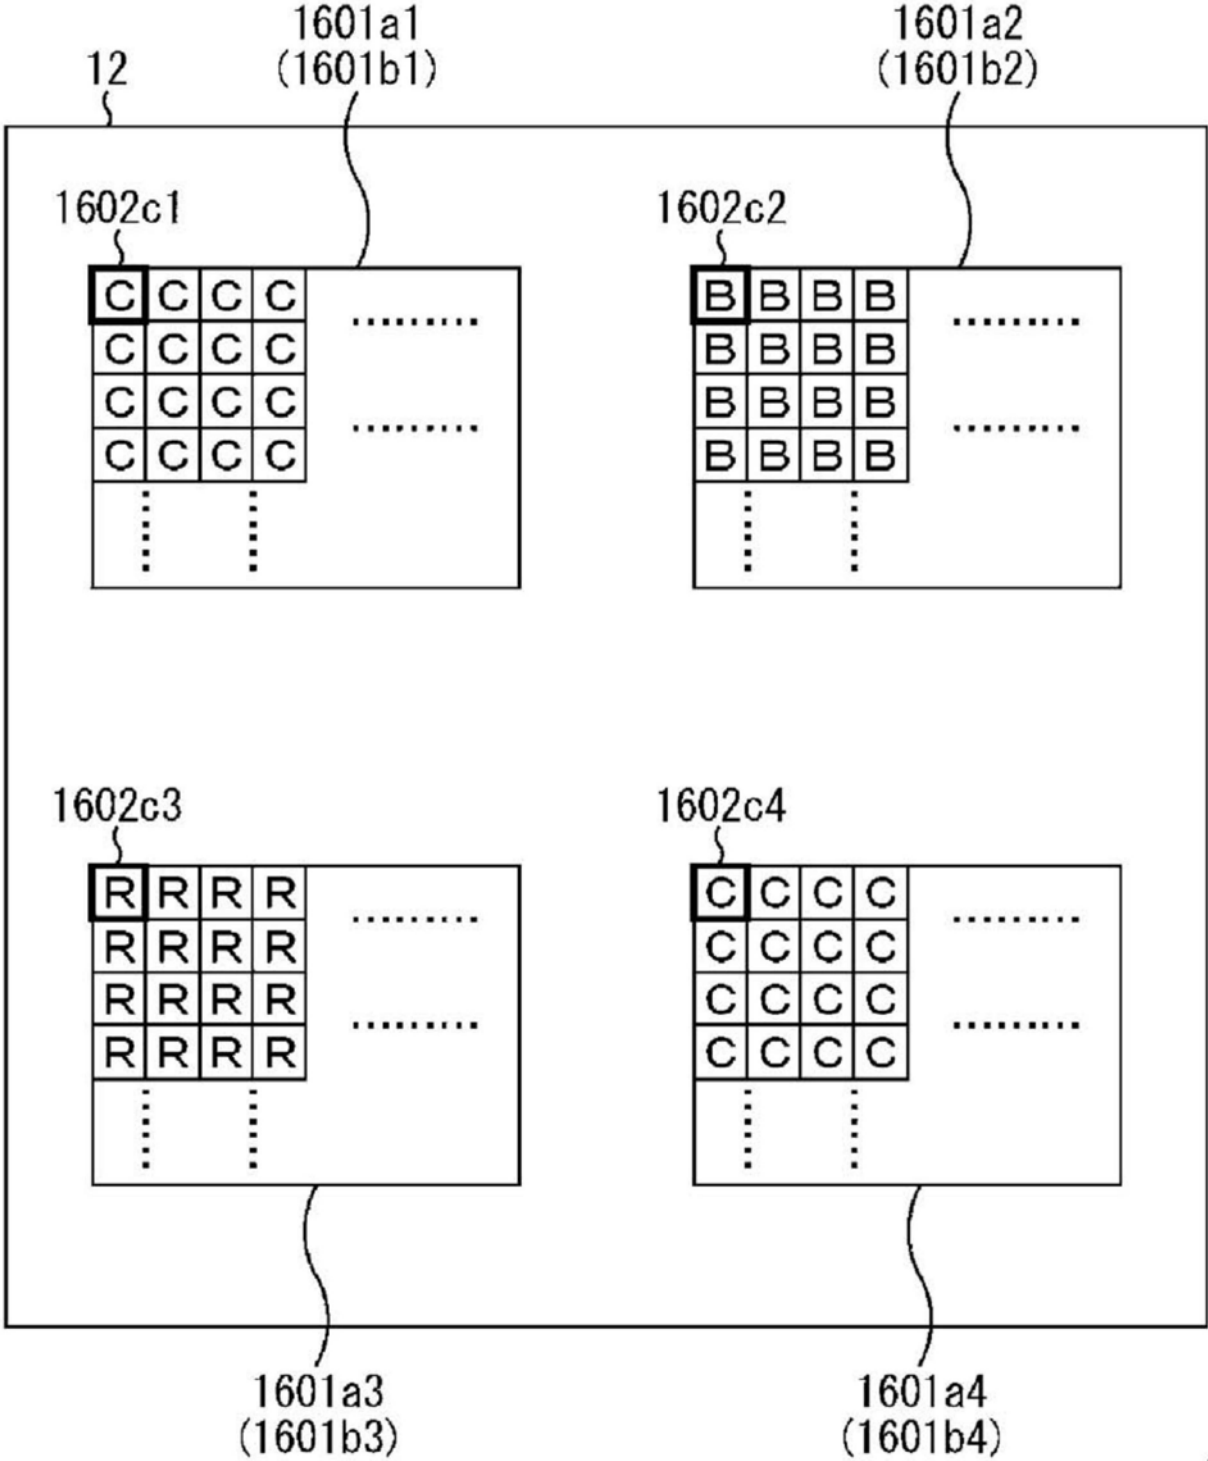 1601a1
(1601b1)
1601a2
(1601b2)
12
1602c1
1602c2
C C C C
C C C C
C C C C
C C C C
B B B B
B B B B
B B B B
B B B B
1602c3
1602c4
R R R R
R R R R
R R R R
R R R R
C C C C
C C C C
C C C C
C C C C
1601a3
(1601b3)
1601a4
(1601b4)